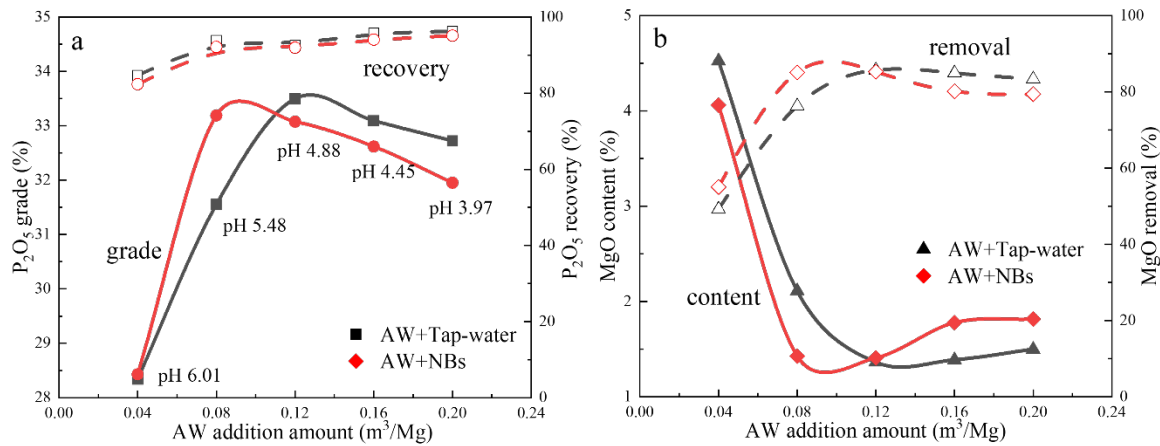 a
35
34
33
32
31
30
29
28
P₂O₅ grade (%)
100
80
60
40
20
0
P₂O₅ recovery (%)
recovery
grade
pH 6.01
pH 5.48
pH 4.88
pH 4.45
pH 3.97
AW+Tap-water
AW+NBs
0.00 0.04 0.08 0.12 0.16 0.20 0.24
AW addition amount (m³/Mg)
b
5
4
3
2
1
MgO content (%)
100
80
60
40
20
0
MgO removal (%)
removal
content
AW+Tap-water
AW+NBs
0.00 0.04 0.08 0.12 0.16 0.20 0.24
AW addition amount (m³/Mg)